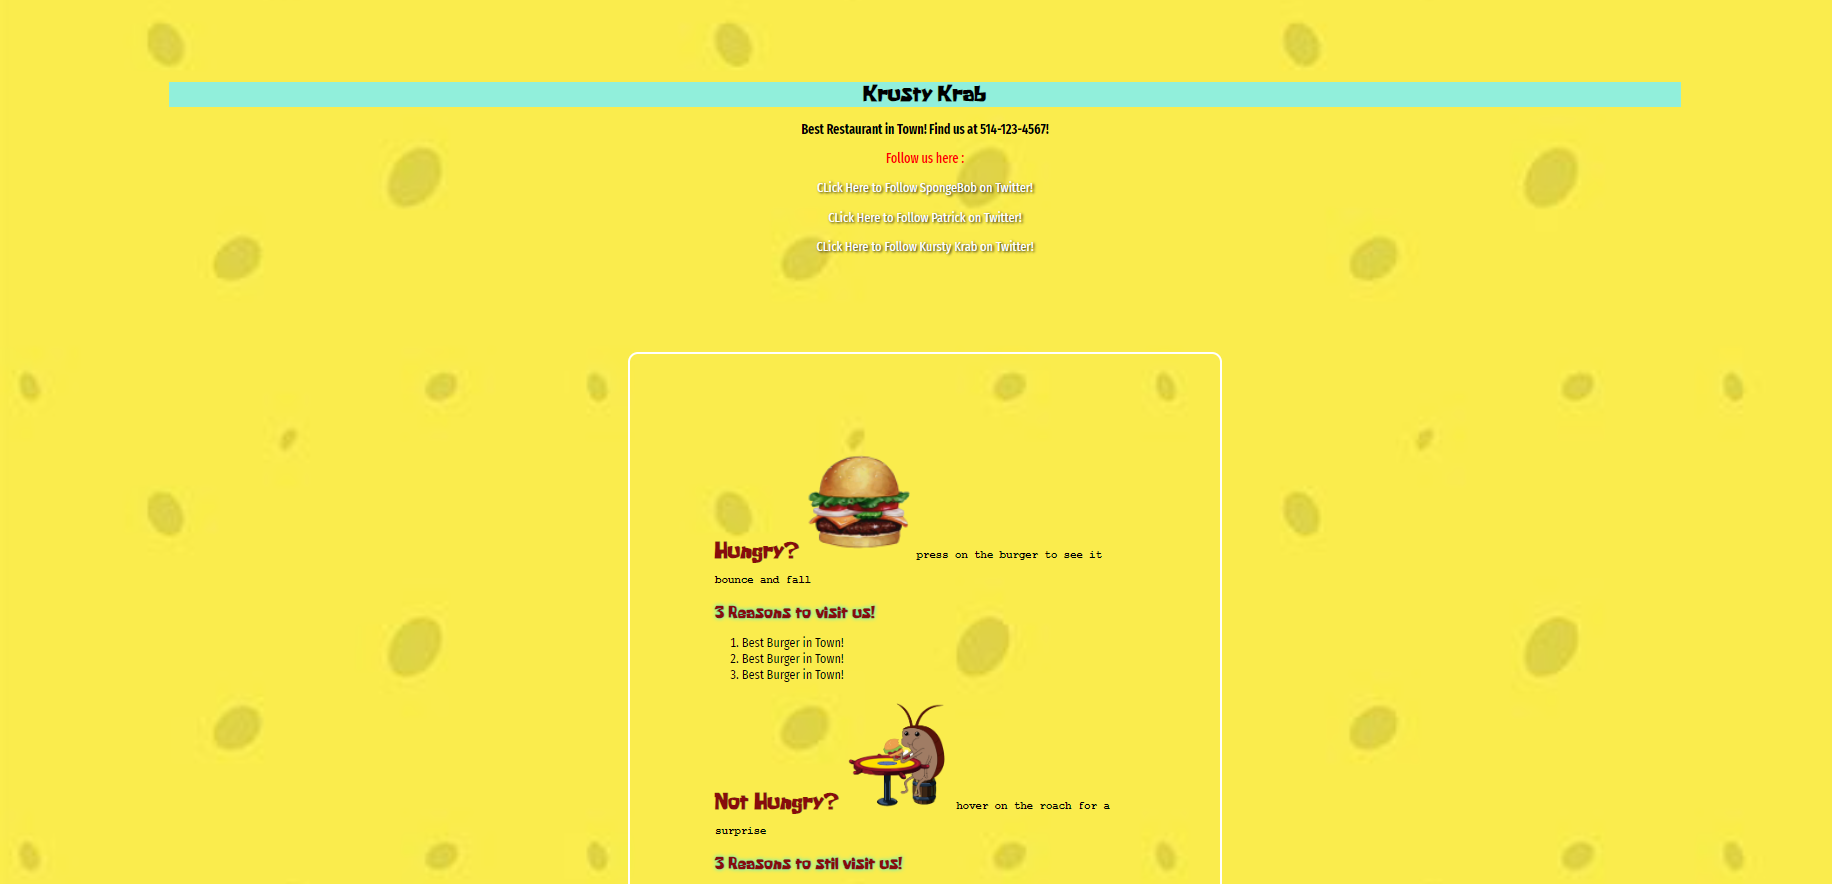 Krusty Krab
Best Restaurant in Town! Find us at 514-123-4567!
Follow us here :
CLick Here to Follow SpongeBob on Twitter!
CLick Here to Follow Patrick on Twitter!
CLick Here to Follow Kursty Krab on Twitter!
Hungry? press on the burger to see it
bounce and fall
3 Reasons to visit us!
1. Best Burger in Town!
2. Best Burger in Town!
3. Best Burger in Town!
Not Hungry? hover on the roach for a
surprise
3 Reasons to stil visit us!